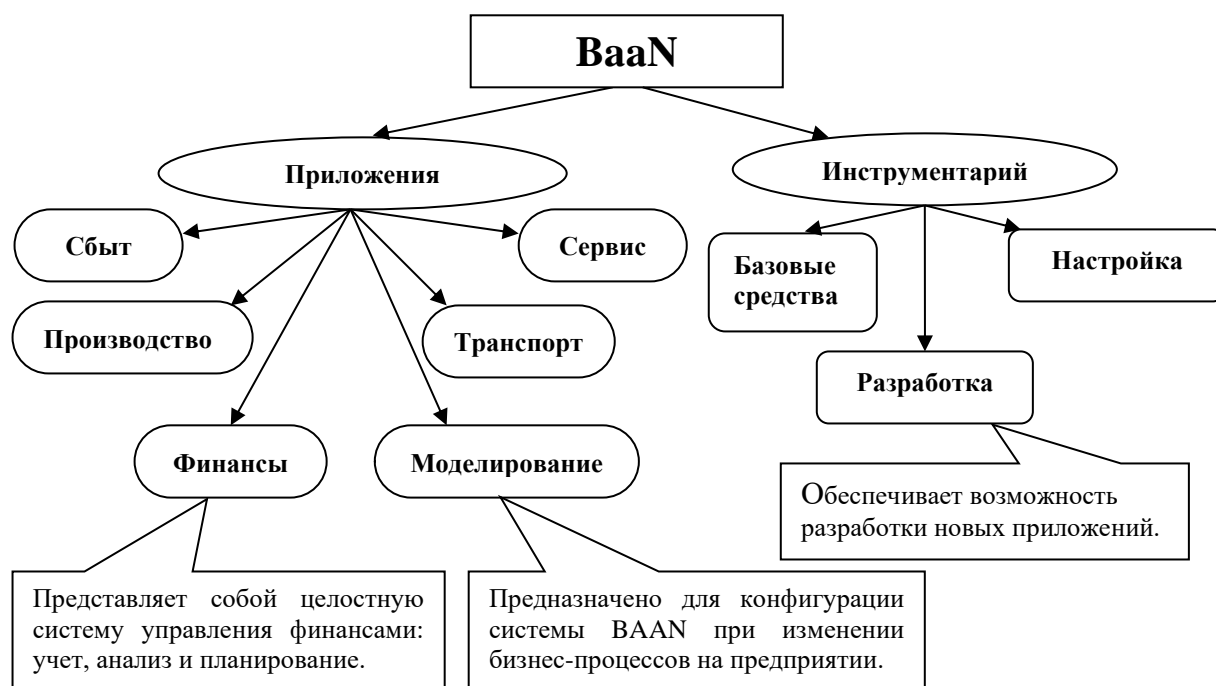 BaaN
Приложения
Инструментарий
Сбыт
Сервис
Базовые
средства
Настройка
Производство
Транспорт
Разработка
Финансы
Моделирование
Обеспечивает возможность
разработки новых приложений.
Представляет собой целостную
систему управления финансами:
учет, анализ и планирование.
Предназначено для конфигурации
системы BAAN при изменении
бизнес-процессов на предприятии.